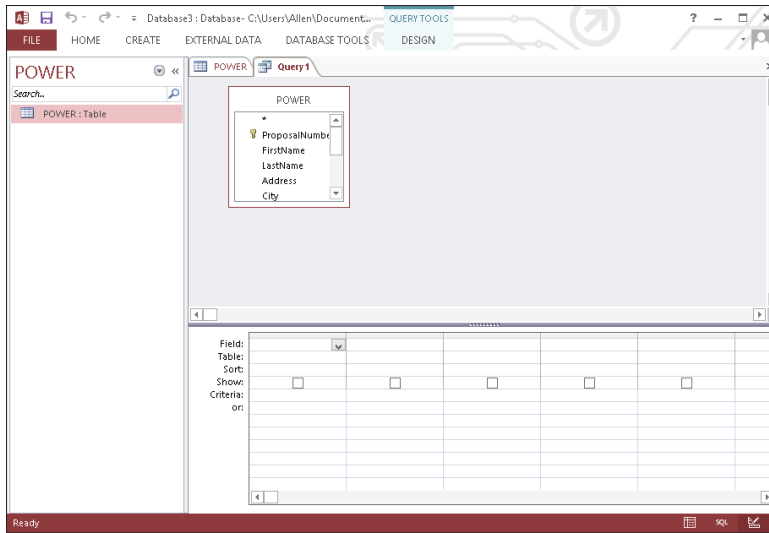 Database3 : Database- C:\Users\Allen\Document... QUERY TOOLS ?
FILE HOME CREATE EXTERNAL DATA DATABASE TOOLS DESIGN
POWER «
Search..
POWER : Table
POWER Query1
POWER
*
ProposalNumbe
FirstName
LastName
Address
City
Field:
Table:
Sort:
Show:
Criteria:
or:
Ready SQL